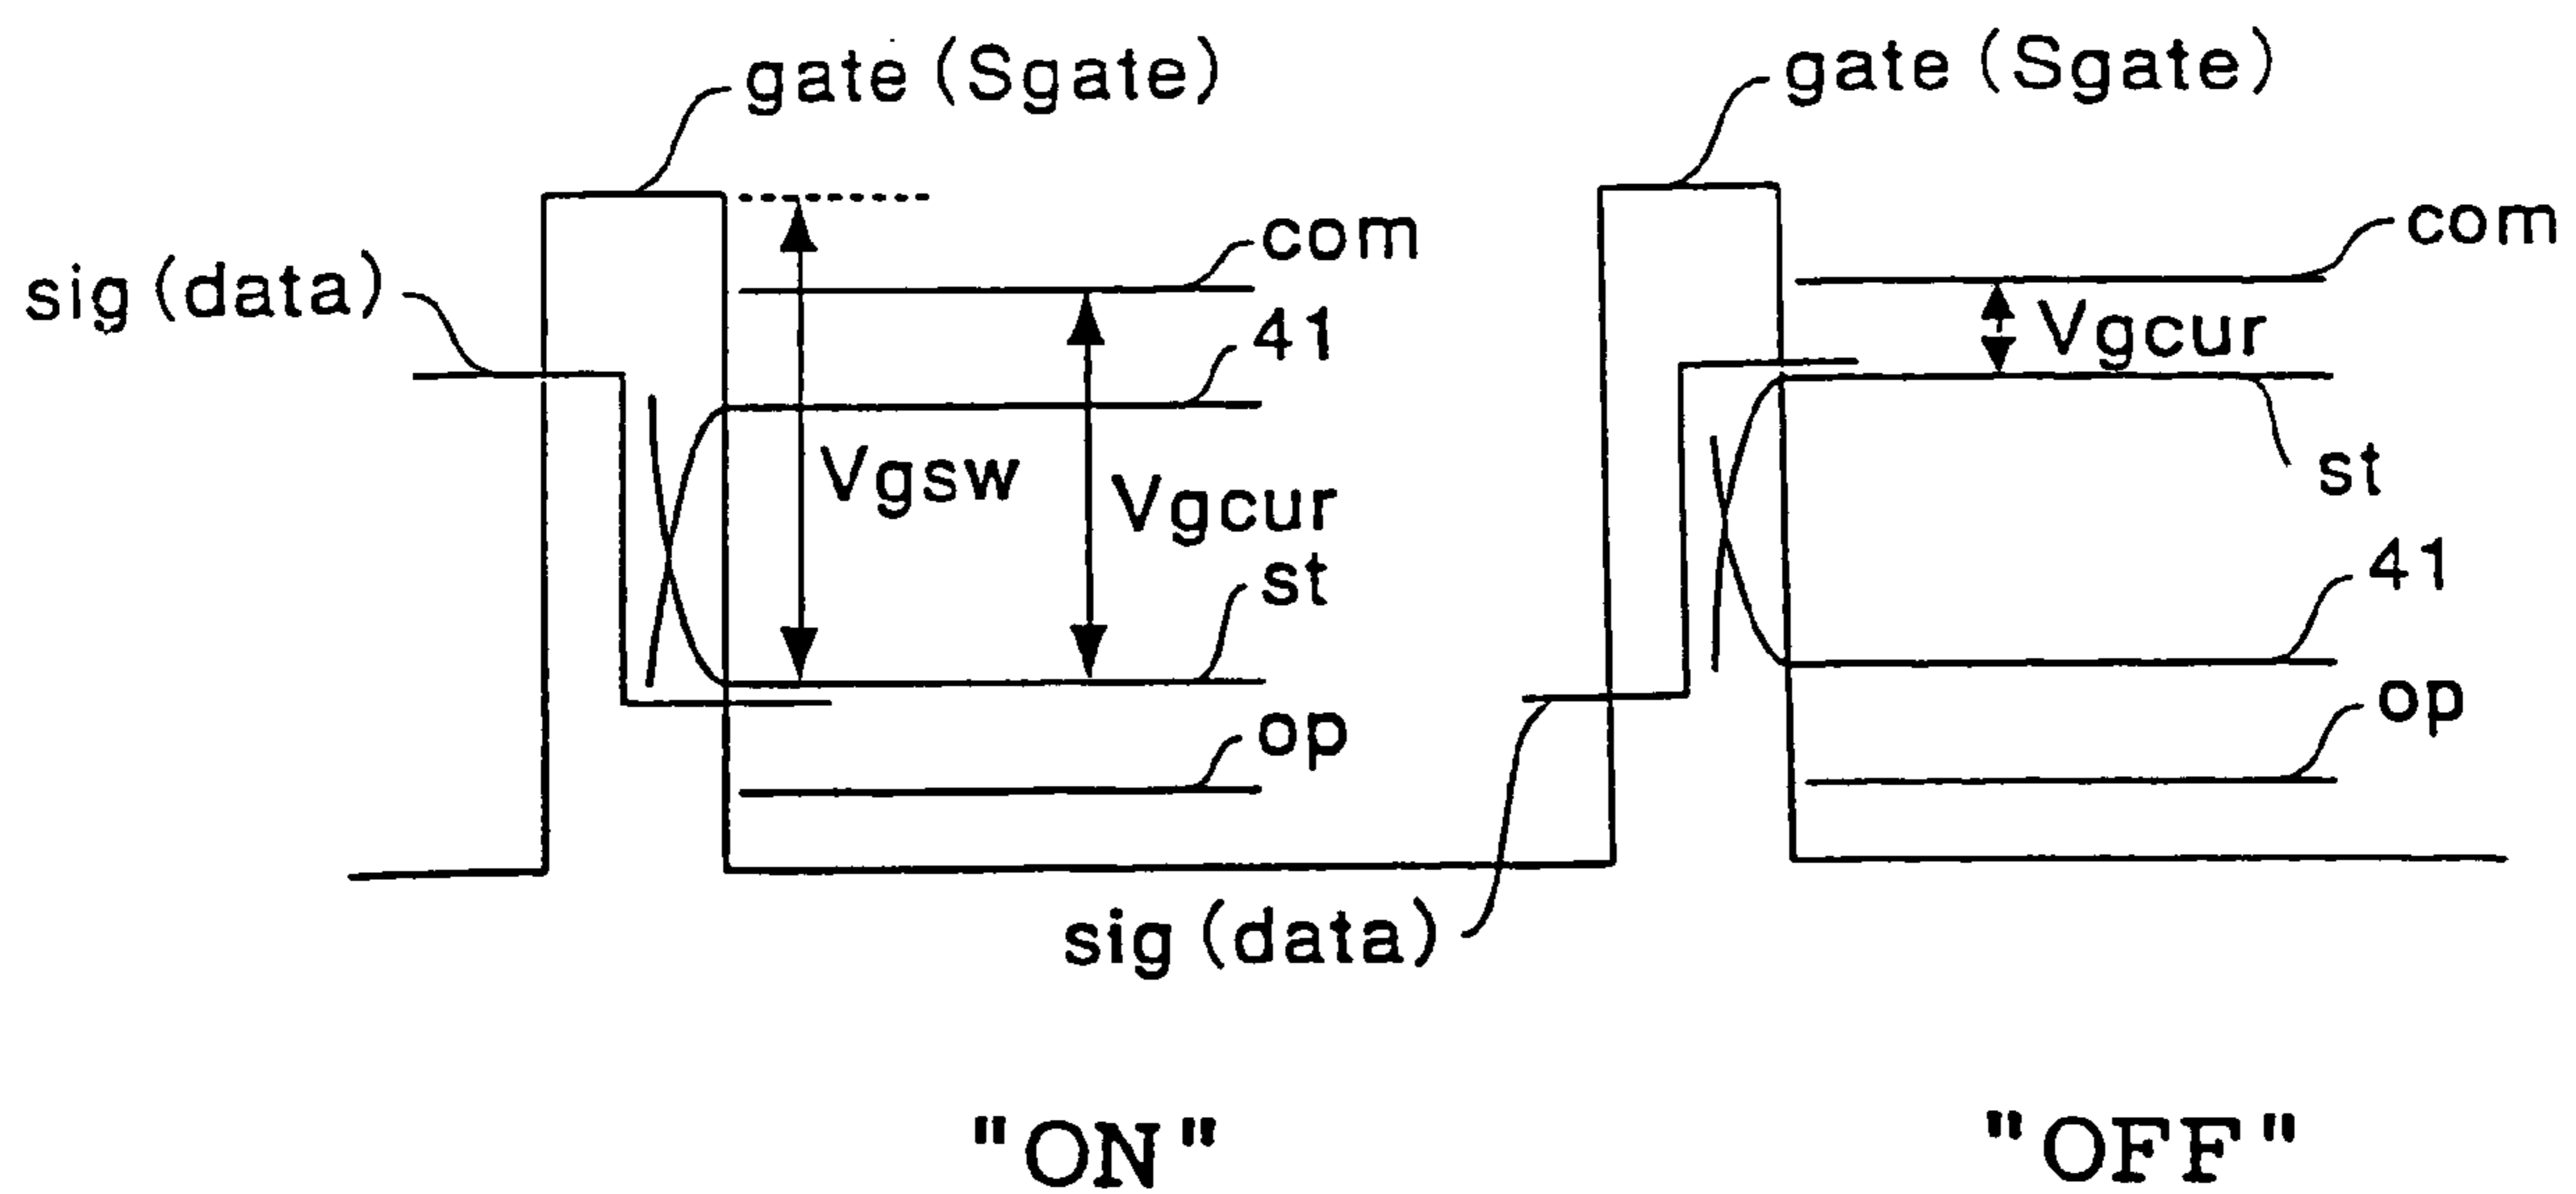 gate (Sgate)
sig (data)
com
41
Vgsw
Vgcur
st
op
gate (Sgate)
com
Vgcur
st
41
op
sig (data)
"ON"
"OFF"